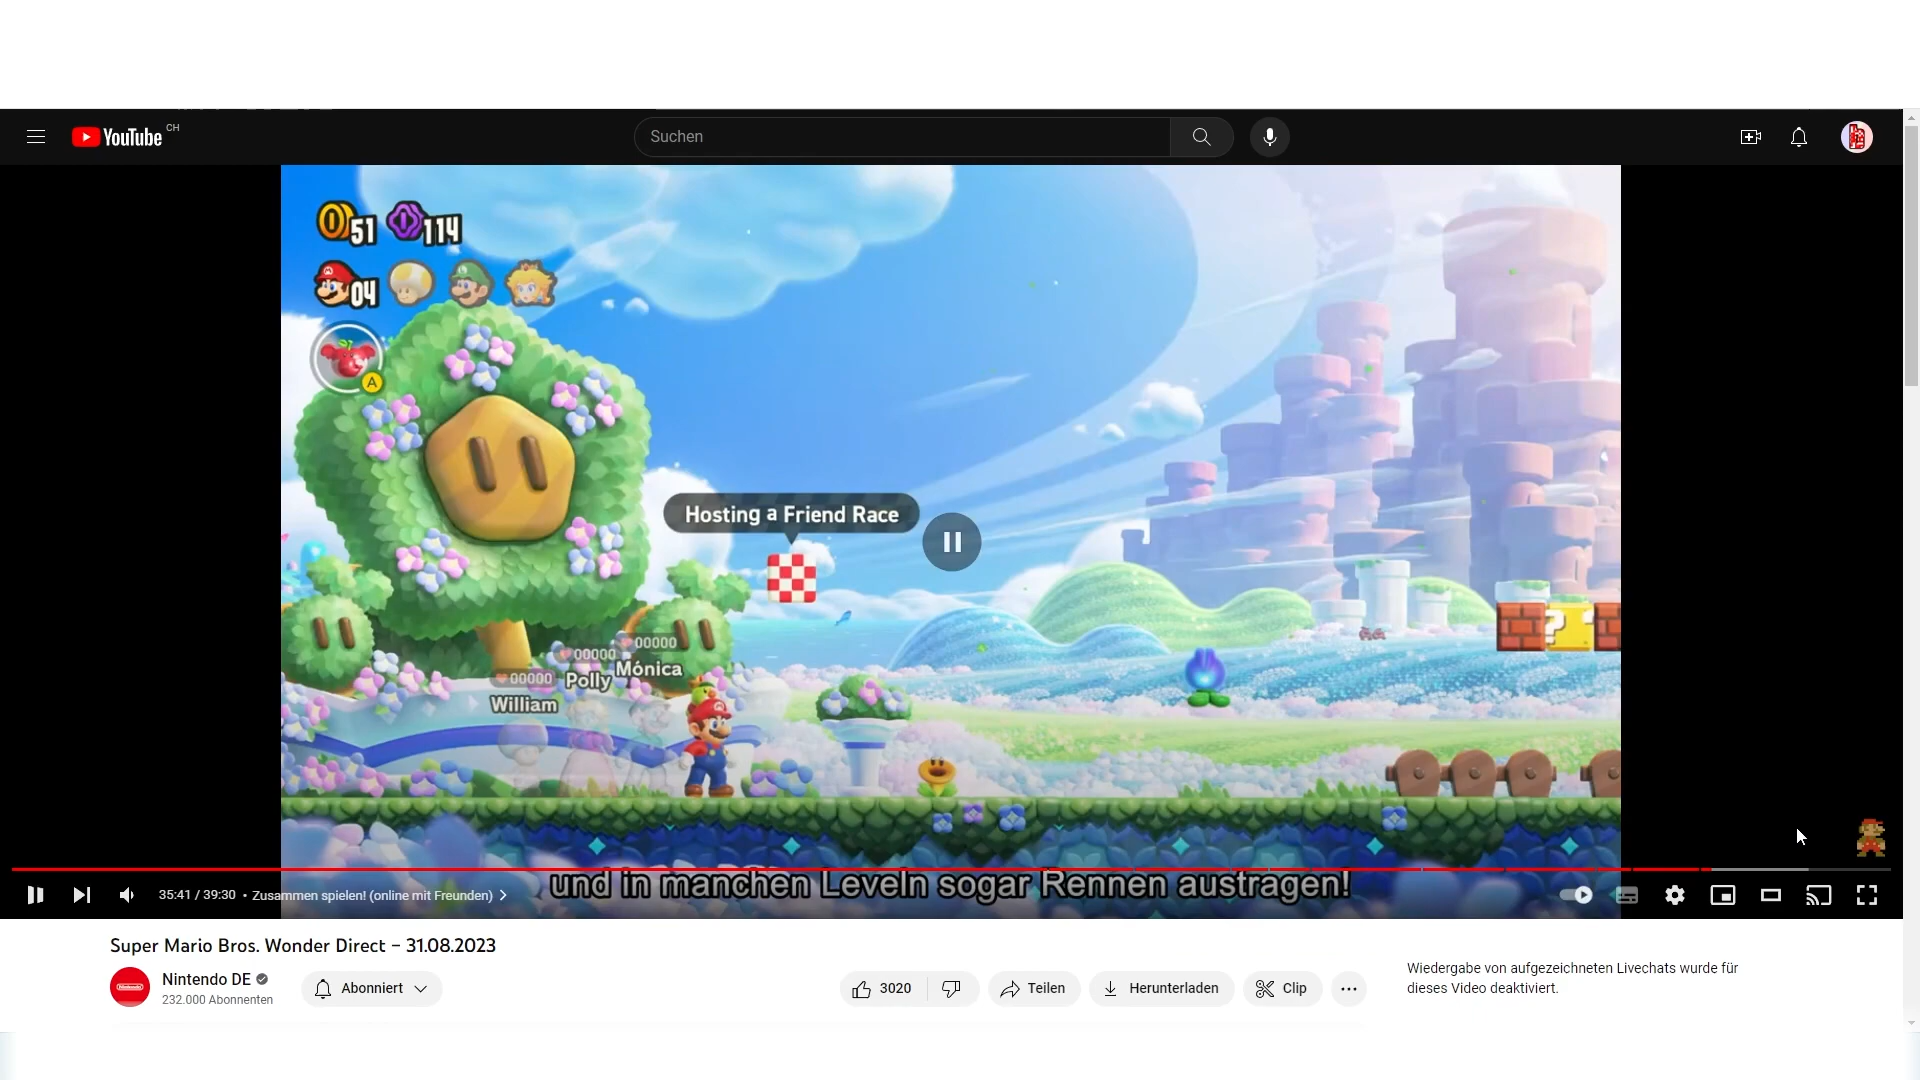 YouTube CH
Suchen
51 114
04
A
Hosting a Friend Race
00000
00000
00000
Mónica
Polly
William
?
und in manchen Leveln sogar Rennen austragen!
35:41 / 39:30 • Zusammen spielen! (online mit Freunden)
Super Mario Bros. Wonder Direct – 31.08.2023
Nintendo DE
232.000 Abonnenten
Abonniert
3020
Teilen
Herunterladen
Clip
Wiedergabe von aufgezeichneten Livechats wurde für
dieses Video deaktiviert.